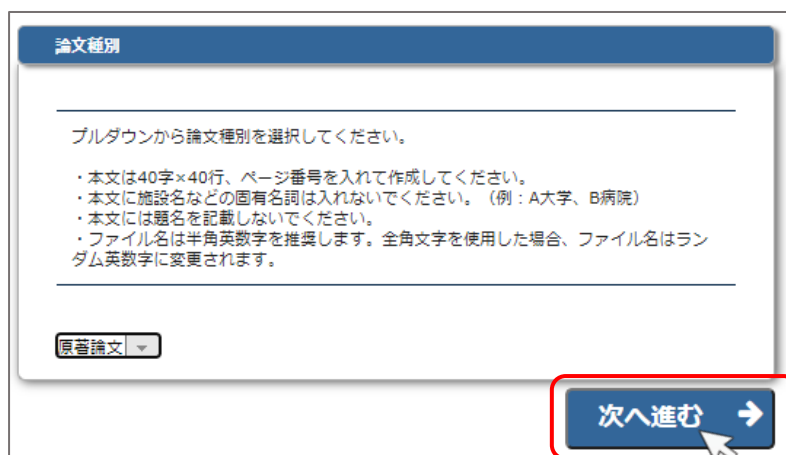 論文種別
プルダウンから論文種別を選択してください。
・本文は40字×40行、ページ番号を入れて作成してください。
・本文に施設名などの固有名詞は入れないでください。（例：A大学、B病院）
・本文には題名を記載しないでください。
・ファイル名は半角英数字を推奨します。全角文字を使用した場合、ファイル名はラン
ダム英数字に変更されます。
原著論文
次へ進む